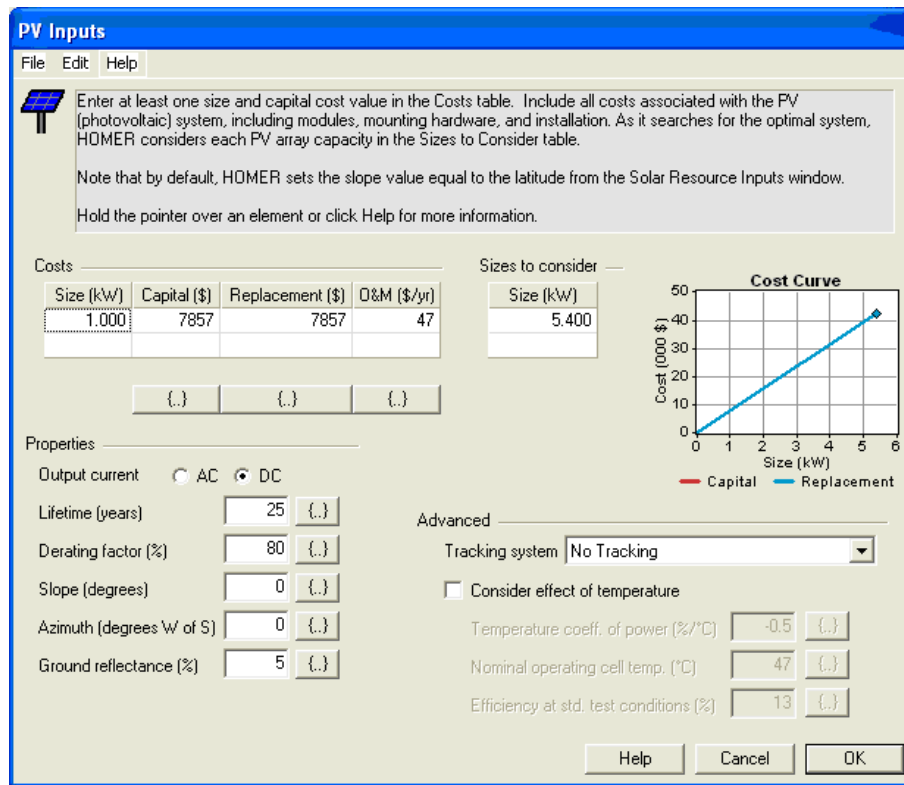 PV Inputs
File Edit Help
Enter at least one size and capital cost value in the Costs table. Include all costs associated with the PV
(photovoltaic) system, including modules, mounting hardware, and installation. As it searches for the optimal system,
HOMER considers each PV array capacity in the Sizes to Consider table.
Note that by default, HOMER sets the slope value equal to the latitude from the Solar Resource Inputs window.
Hold the pointer over an element or click Help for more information.
Costs
Size (kW) Capital ($) Replacement ($) O&M ($/yr)
1.000 7857 7857 47
{..} {..} {..}
Sizes to consider
Size (kW)
5.400
Cost Curve
Cost (000 $)
50
40
30
20
10
0
0 1 2 3 4 5 6
Size (kW)
Capital Replacement
Properties
Output current AC DC
Lifetime (years) 25 {..}
Derating factor (%) 80 {..}
Slope (degrees) 0 {..}
Azimuth (degrees W of S) 0 {..}
Ground reflectance (%) 5 {..}
Advanced
Tracking system No Tracking
Consider effect of temperature
Temperature coeff. of power (%/°C) -0.5 {..}
Nominal operating cell temp. (°C) 47 {..}
Efficiency at std. test conditions (%) 13 {..}
Help Cancel OK